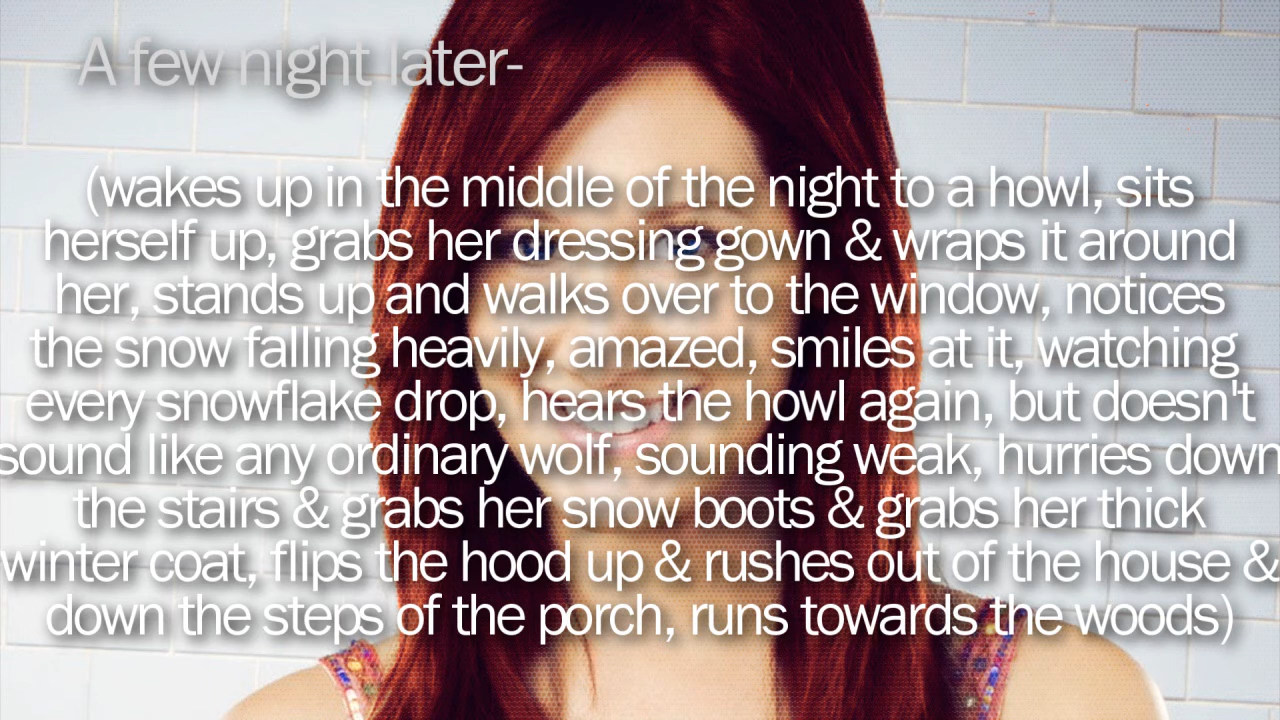 A few night later-
(wakes up in the middle of the night to a howl, sits
herself up, grabs her dressing gown & wraps it around
her, stands up and walks over to the window, notices
the snow falling heavily, amazed, smiles at it, watching
every snowflake drop, hears the howl again, but doesn't
sound like any ordinary wolf, sounding weak, hurries down
the stairs & grabs her snow boots & grabs her thick
winter coat, flips the hood up & rushes out of the house &
down the steps of the porch, runs towards the woods)